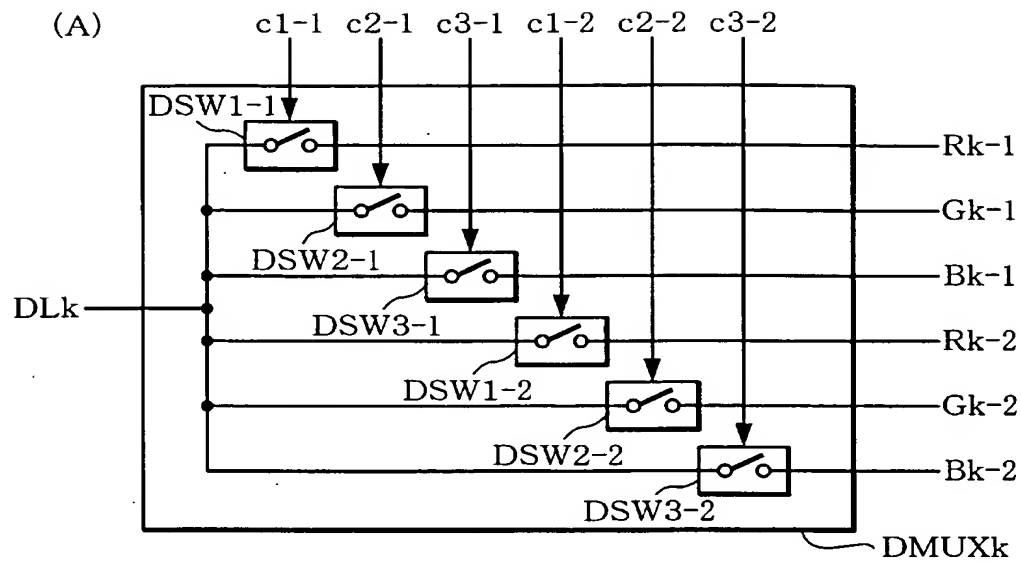 (A) c1-1 c2-1 c3-1 c1-2 c2-2 c3-2
DSW1-1
Rk-1
Gk-1
DSW2-1
Bk-1
DLk
DSW3-1
Rk-2
DSW1-2
Gk-2
DSW2-2
Bk-2
DSW3-2
DMUXk